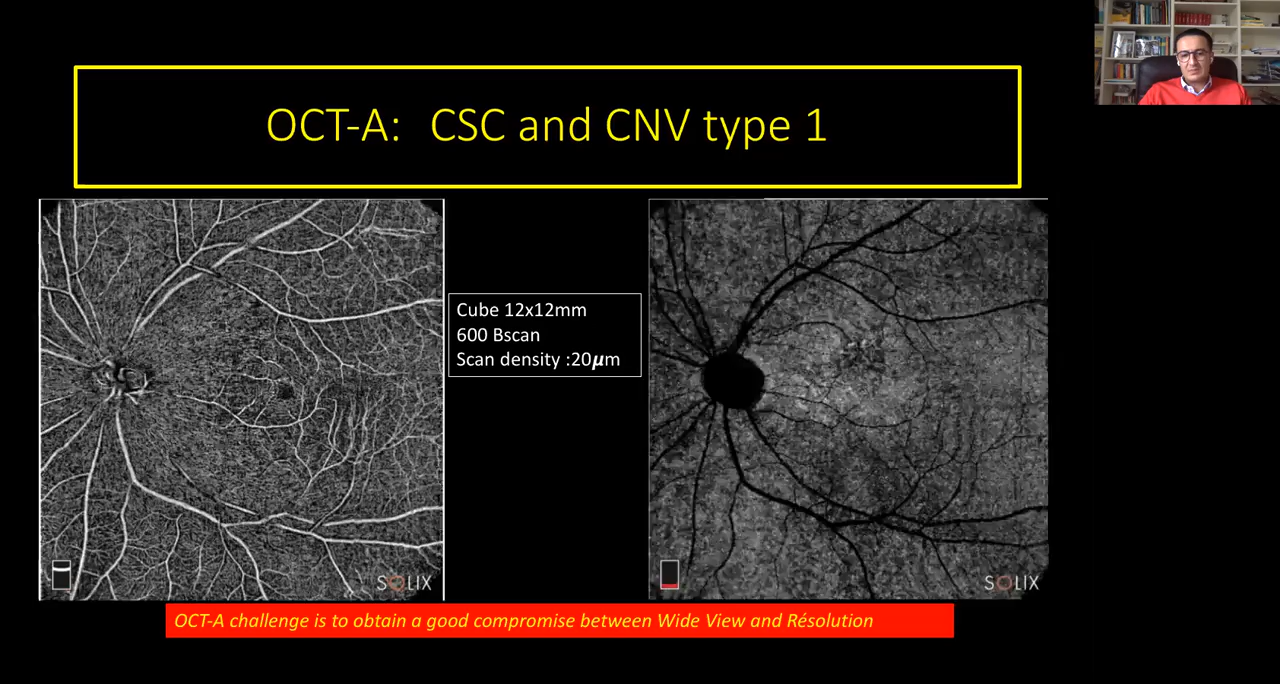 OCT-A: CSC and CNV type 1
Cube 12x12mm
600 Bscan
Scan density :20μm
SOLIX
SOLIX
OCT-A challenge is to obtain a good compromise between Wide View and Résolution